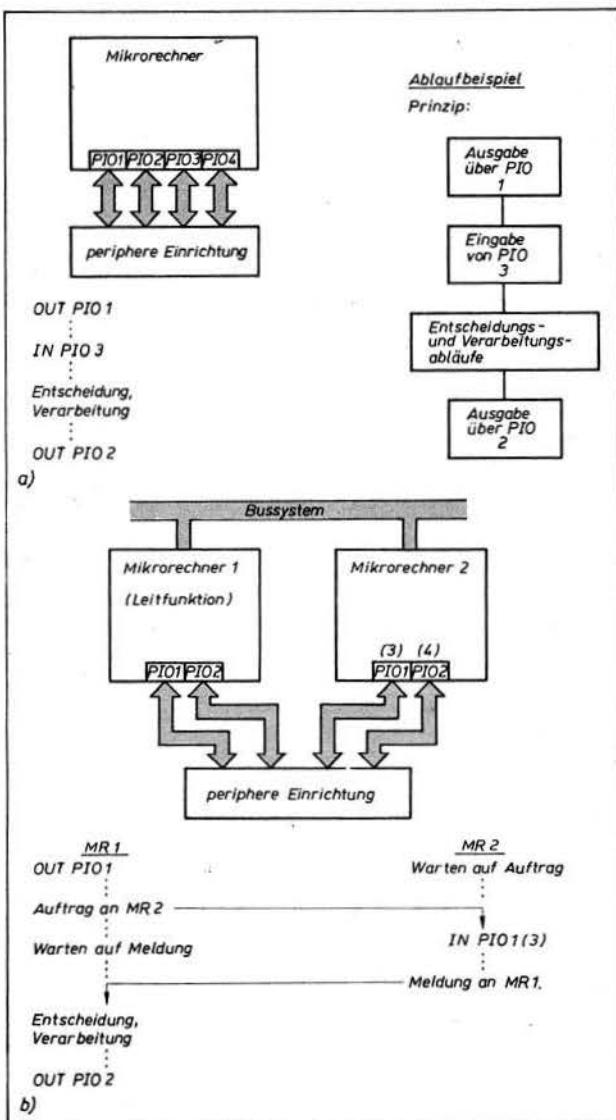 Mikrorechner
PIO1 PIO2 PIO3 PIO4
periphere Einrichtung
OUT PIO 1
IN PIO 3
Entscheidung,
Verarbeitung
OUT PIO 2
a)
Ablaufbeispiel
Prinzip:
Ausgabe
über PIO
1
Eingabe
von PIO
3
Entscheidungs-
und Verarbeitungs-
abläufe
Ausgabe
über PIO
2
Bussystem
Mikrorechner 1
(Leitfunktion)
PIO1 PIO2
Mikrorechner 2
(3) (4)
PIO1 PIO2
periphere Einrichtung
MR 1
MR 2
OUT PIO 1
Warten auf Auftrag
Auftrag an MR 2
IN PIO 1 (3)
Warten auf Meldung
Meldung an MR 1.
Entscheidung,
Verarbeitung
OUT PIO 2
b)